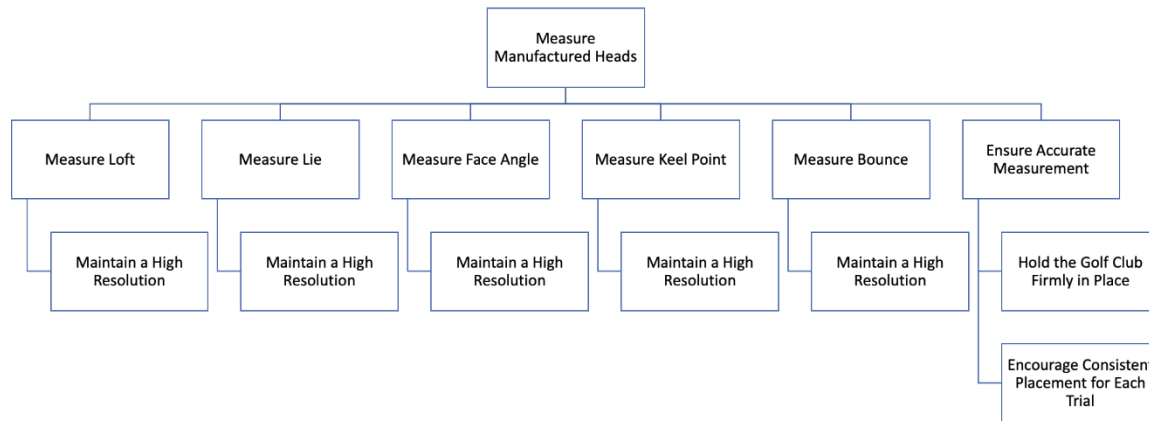 Measure
Manufactured Heads
Measure Loft
Measure Lie
Measure Face Angle
Measure Keel Point
Measure Bounce
Ensure Accurate
Measurement
Maintain a High
Resolution
Maintain a High
Resolution
Maintain a High
Resolution
Maintain a High
Resolution
Maintain a High
Resolution
Hold the Golf Club
Firmly in Place
Encourage Consistent
Placement for Each
Trial